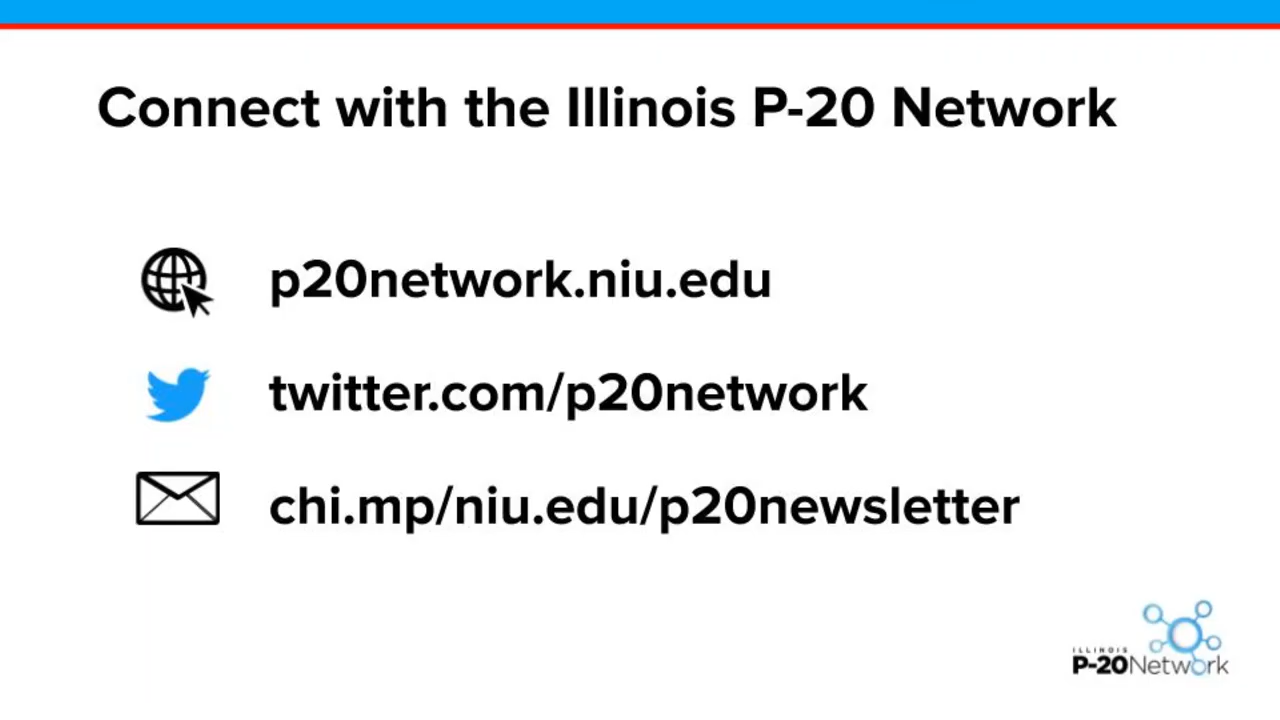 Connect with the Illinois P-20 Network
p20network.niu.edu
twitter.com/p20network
chi.mp/niu.edu/p20newsletter
ILLINOIS
P-20Network